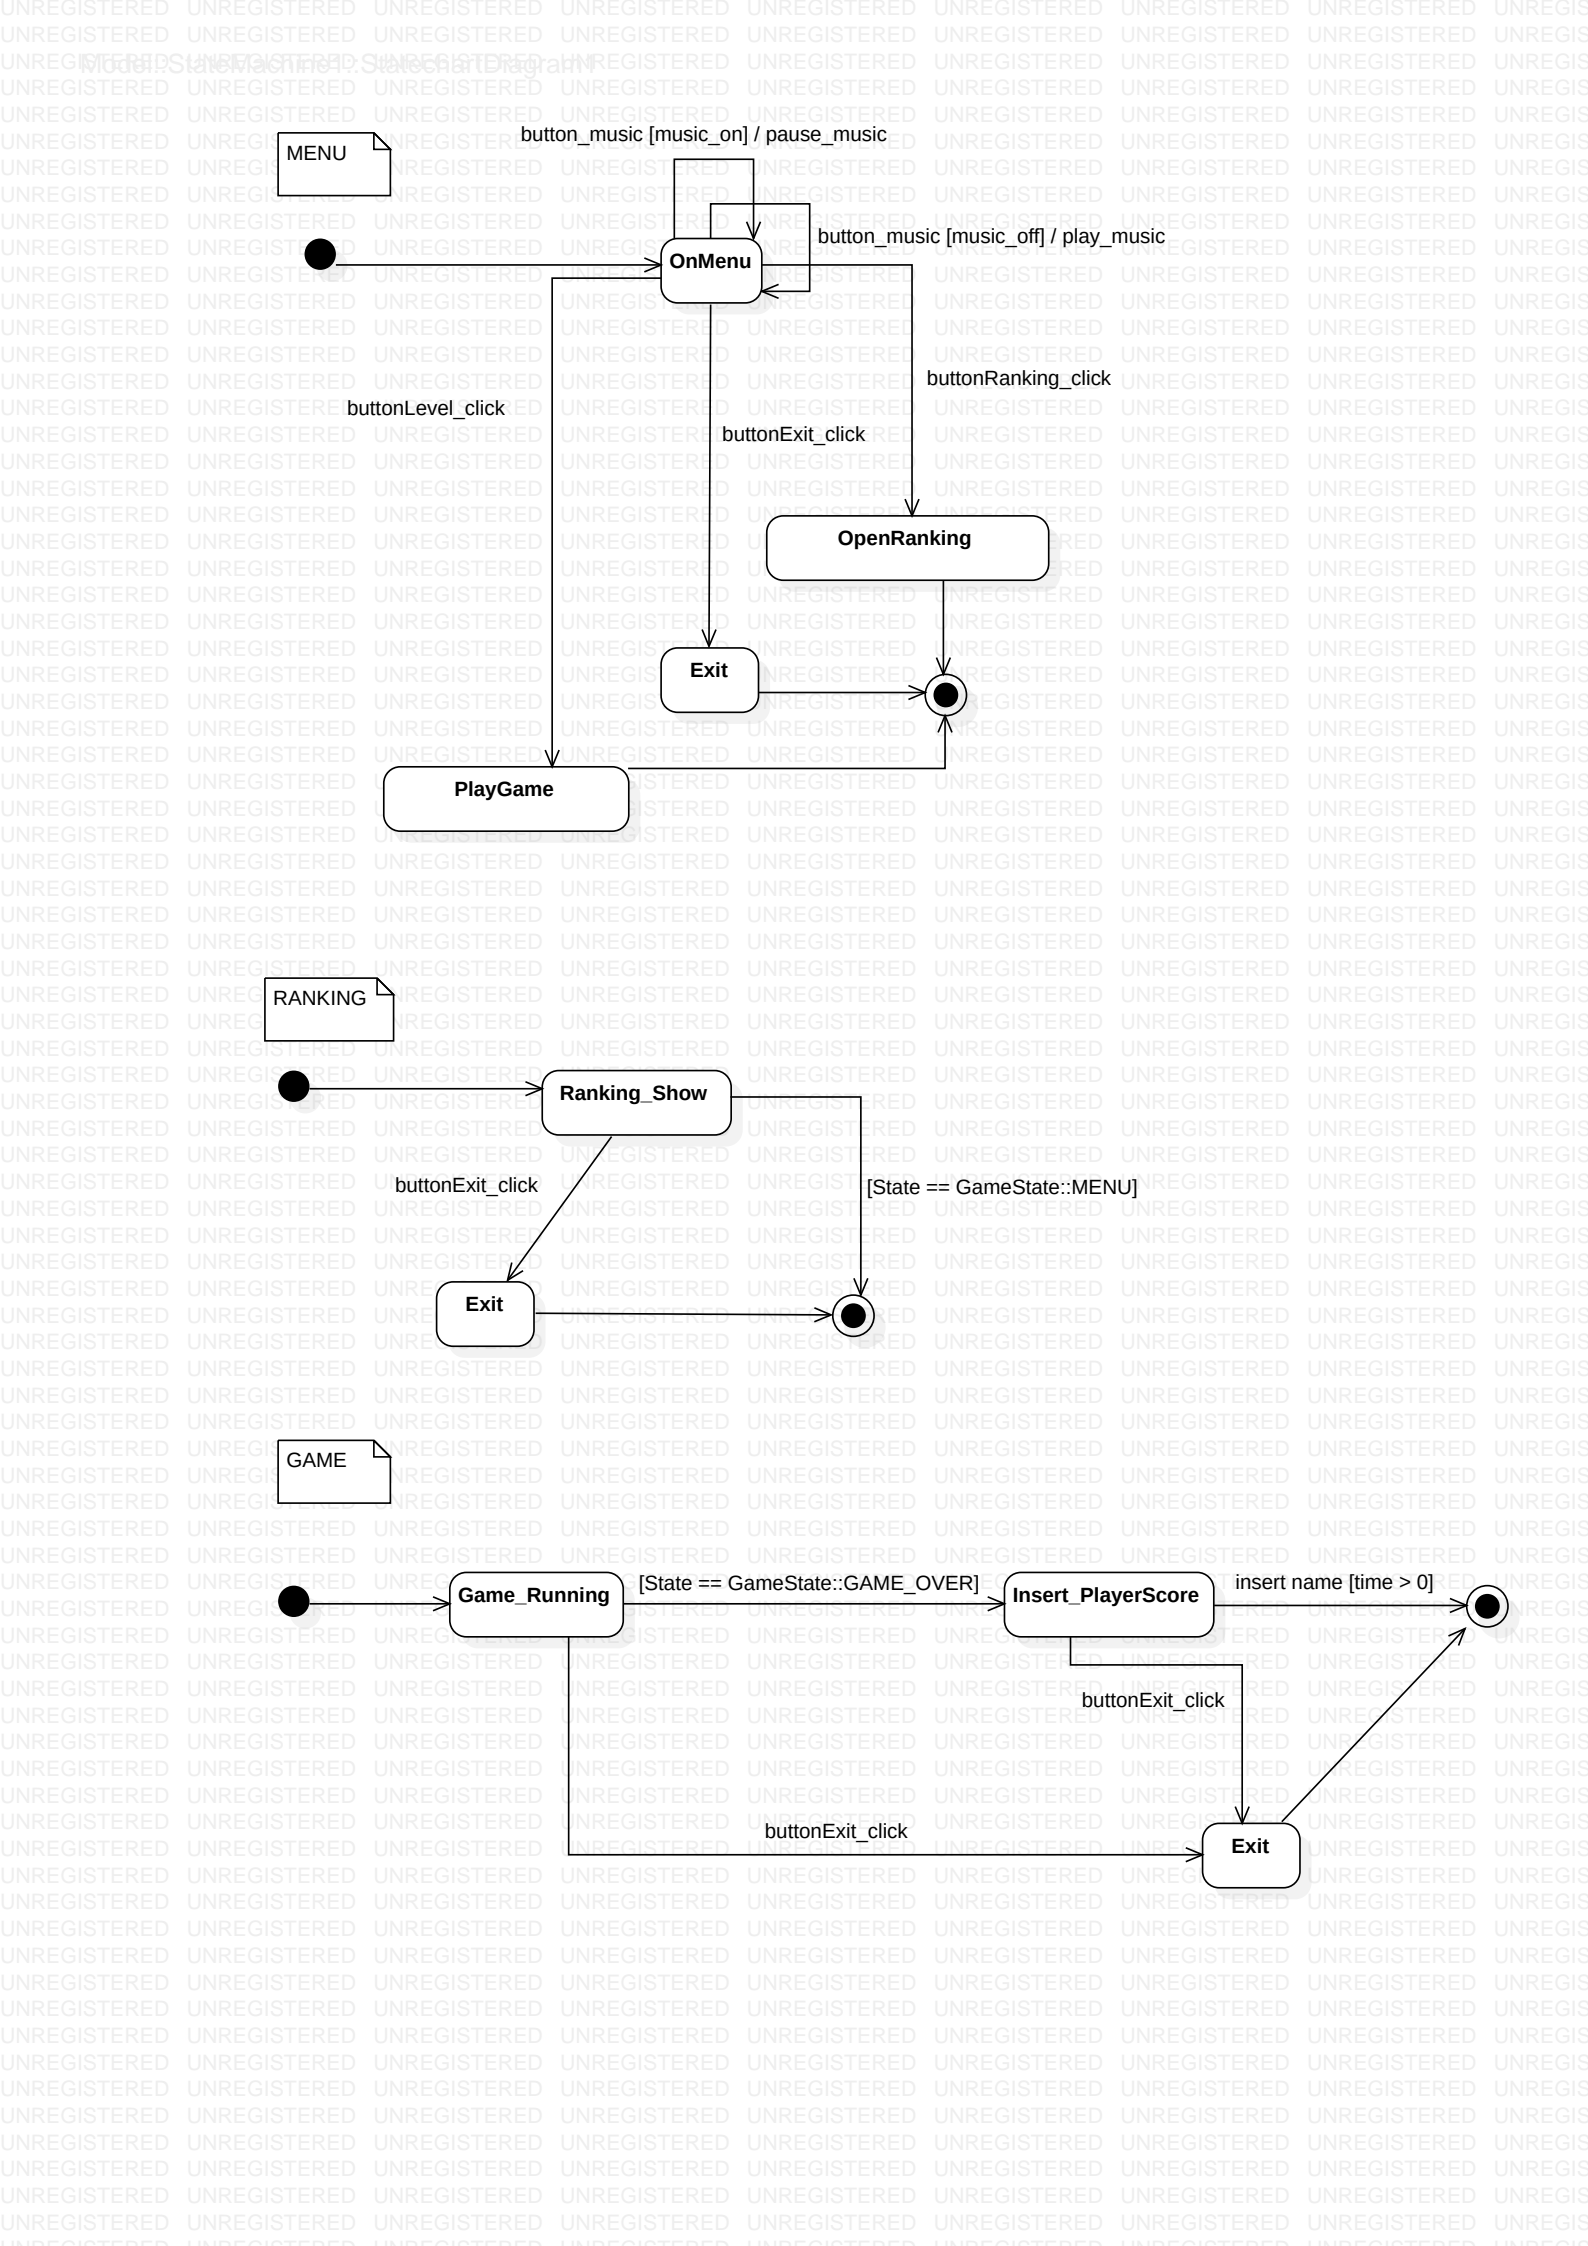 Model::StateMachine1::StatechartDiagram1
MENU
button_music [music_on] / pause_music
button_music [music_off] / play_music
OnMenu
buttonRanking_click
buttonLevel_click
buttonExit_click
OpenRanking
Exit
PlayGame
RANKING
Ranking_Show
buttonExit_click
[State == GameState::MENU]
Exit
GAME
Game_Running
[State == GameState::GAME_OVER]
Insert_PlayerScore
insert name [time > 0]
buttonExit_click
buttonExit_click
Exit
UNREGISTERED